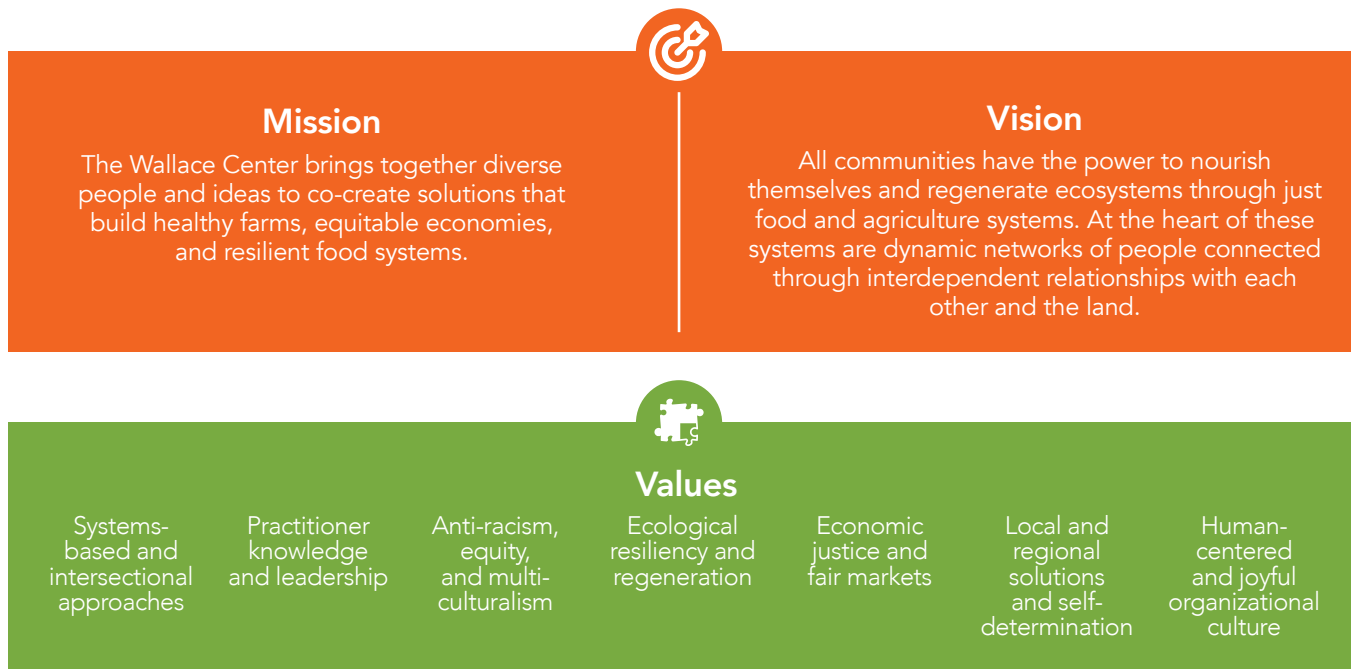 Mission
The Wallace Center brings together diverse
people and ideas to co-create solutions that
build healthy farms, equitable economies,
and resilient food systems.
Vision
All communities have the power to nourish
themselves and regenerate ecosystems through just
food and agriculture systems. At the heart of these
systems are dynamic networks of people connected
through interdependent relationships with each
other and the land.
Values
Systems-
based and
intersectional
approaches
Practitioner
knowledge
and leadership
Anti-racism,
equity,
and multi-
culturalism
Ecological
resiliency and
regeneration
Economic
justice and
fair markets
Local and
regional
solutions
and self-
determination
Human-
centered
and joyful
organizational
culture